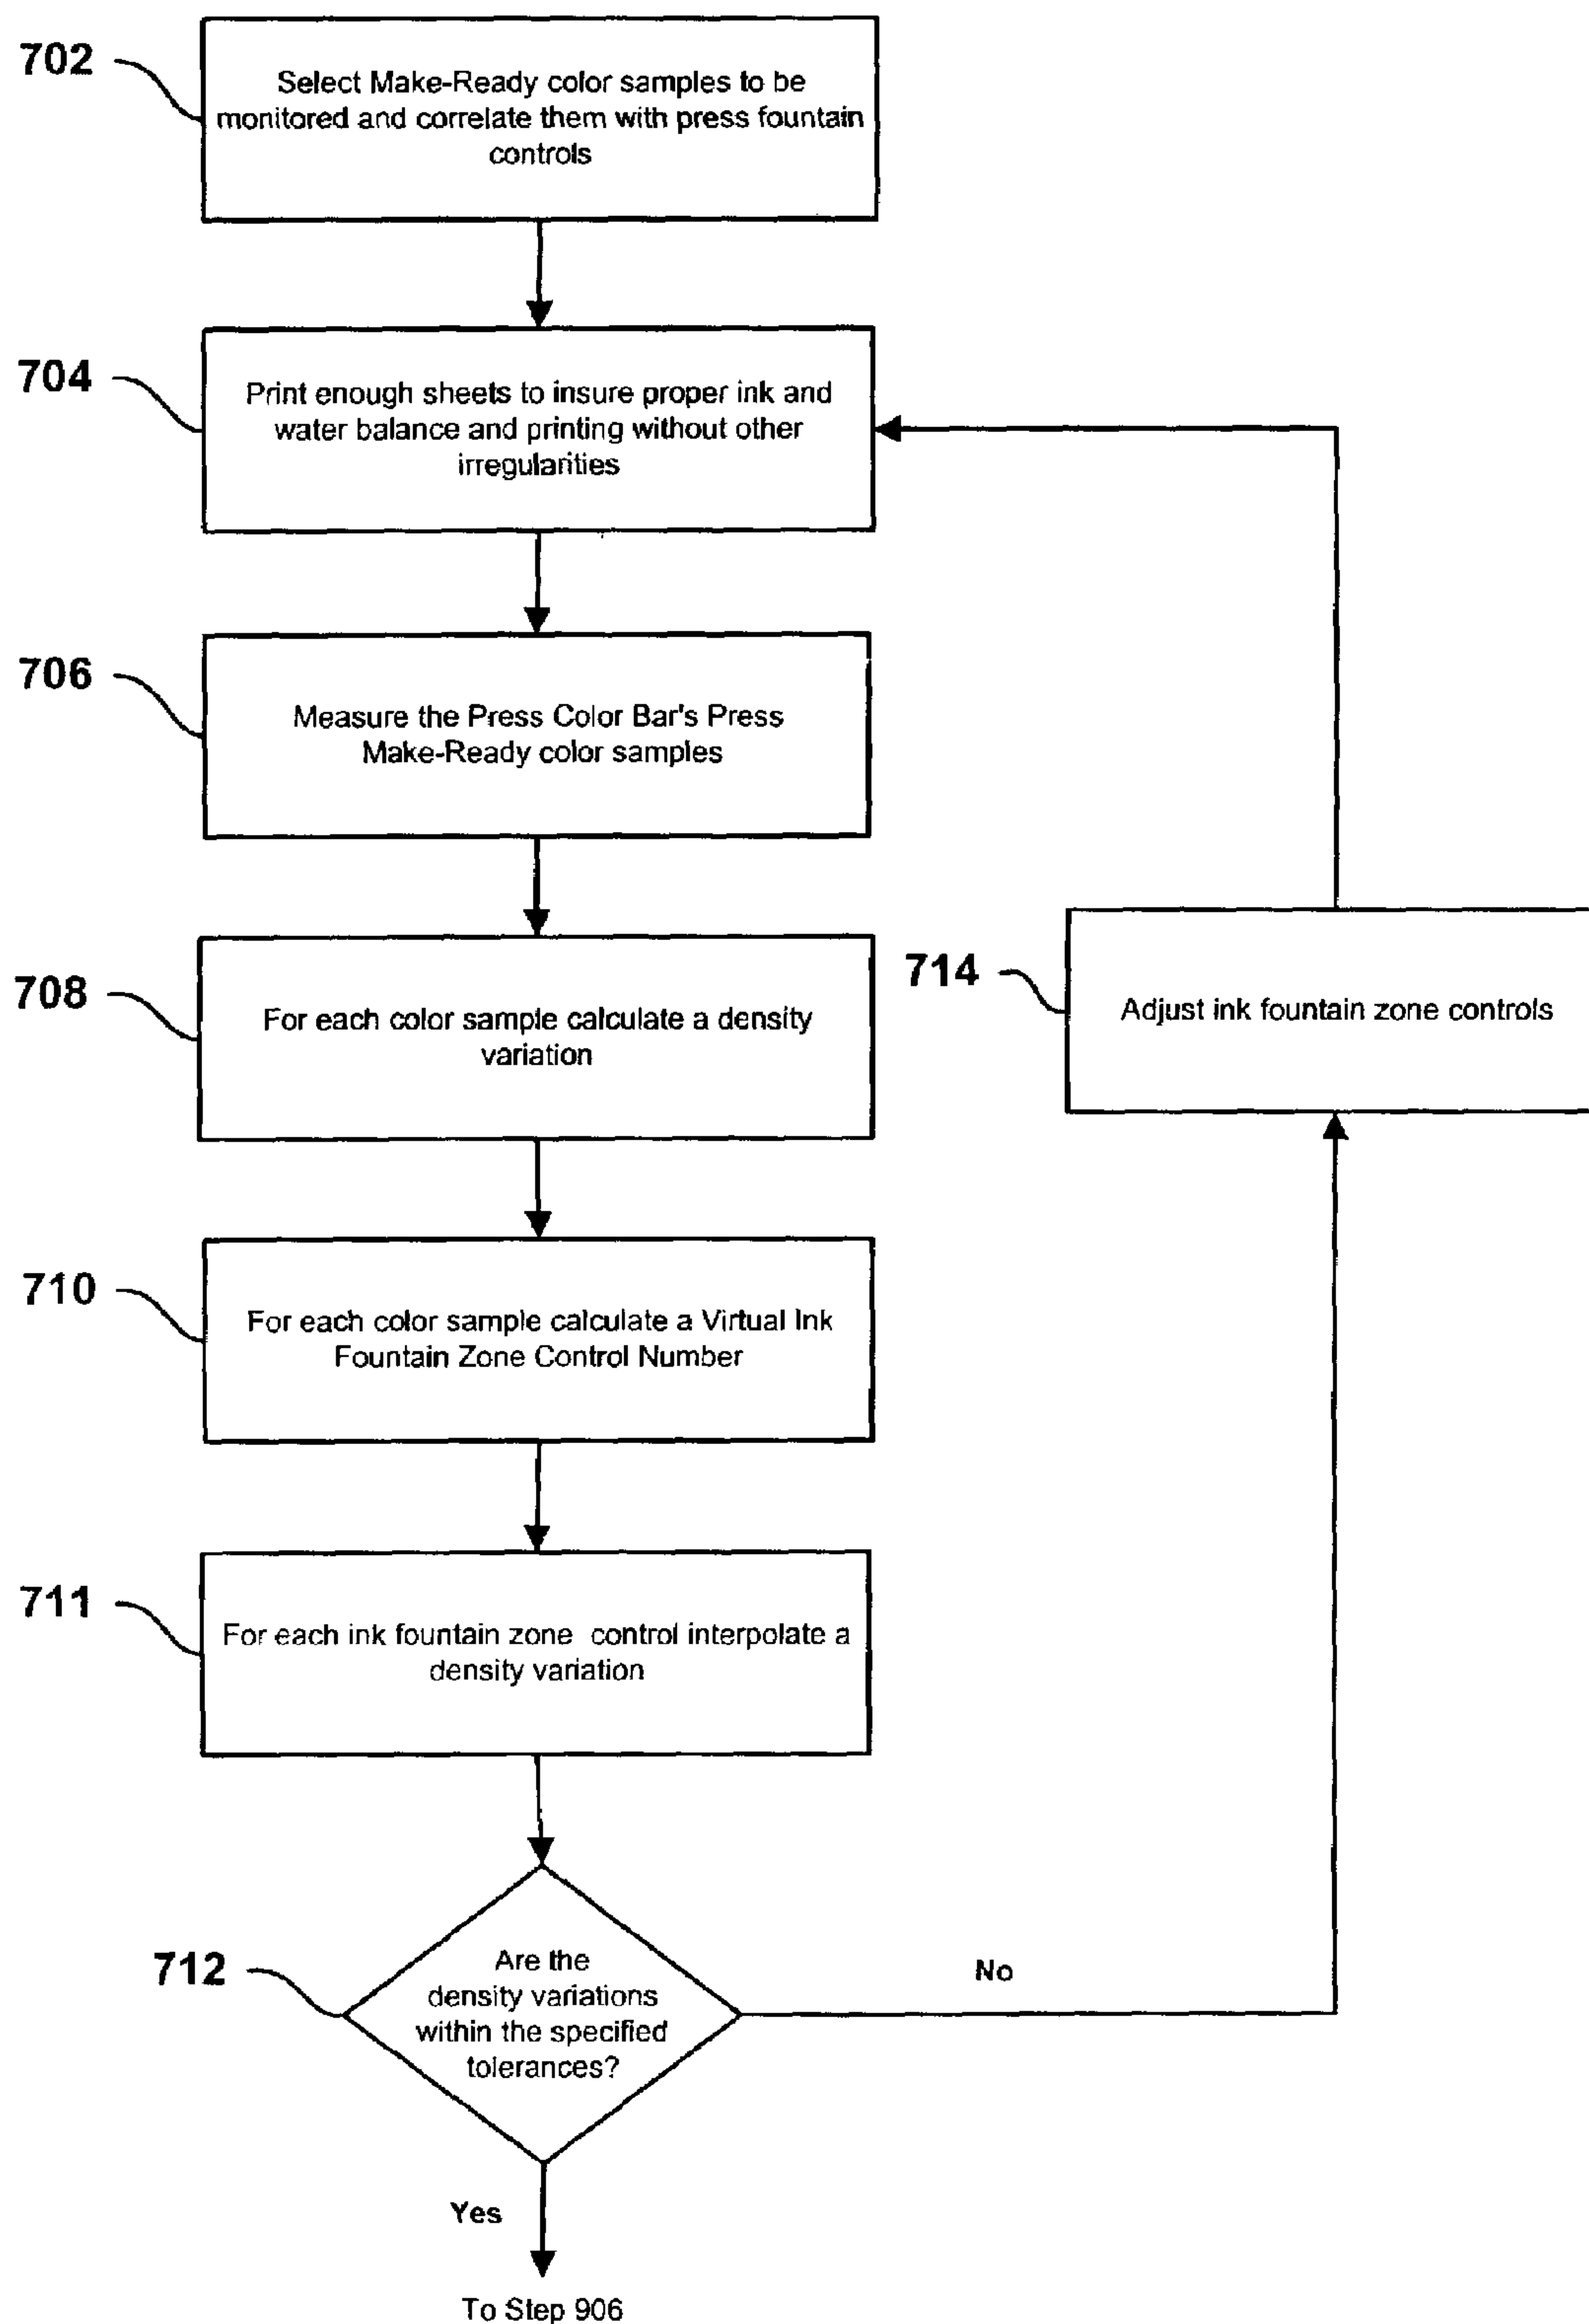 702
Select Make-Ready color samples to be
monitored and correlate them with press fountain
controls
704
Print enough sheets to insure proper ink and
water balance and printing without other
irregularities
706
Measure the Press Color Bar's Press
Make-Ready color samples
708
For each color sample calculate a density
variation
714
Adjust ink fountain zone controls
710
For each color sample calculate a Virtual Ink
Fountain Zone Control Number
711
For each ink fountain zone control interpolate a
density variation
712
Are the
density variations
within the specified
tolerances?
No
Yes
To Step 906